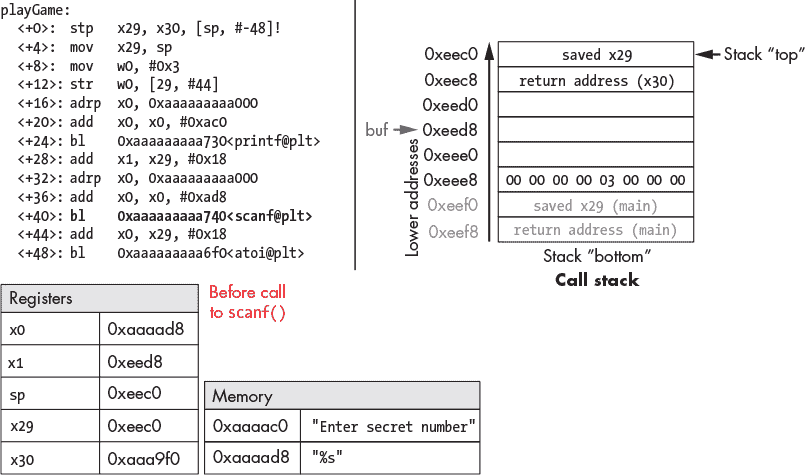 playGame:
<+0>: stp x29, x30, [sp, #-48]!
<+4>: mov x29, sp
<+8>: mov w0, #0x3
<+12>: str w0, [29, #44]
<+16>: adrp x0, 0xaaaaaaaaa000
<+20>: add x0, x0, #0xac0
<+24>: bl 0xaaaaaaaaa730<printf@plt>
<+28>: add x1, x29, #0x18
<+32>: adrp x0, 0xaaaaaaaaa000
<+36>: add x0, x0, #0xad8
<+40>: bl 0xaaaaaaaaa740<scanf@plt>
<+44>: add x0, x29, #0x18
<+48>: bl 0xaaaaaaaaa6f0<atoi@plt>
0xeec0 saved x29 Stack “top”
0xeec8 return address (x30)
0xeed0
buf 0xeed8
0xeee0
0xeee8 00 00 00 00 03 00 00 00
0xeef0 saved x29 (main)
0xeef8 return address (main)
Lower addresses
Stack “bottom”
Call stack
Before call
to scanf()
Registers
x0 0xaaaad8
x1 0xeed8
sp 0xeec0
x29 0xeec0
x30 0xaaa9f0
Memory
0xaaaac0 "Enter secret number"
0xaaaad8 "%s"